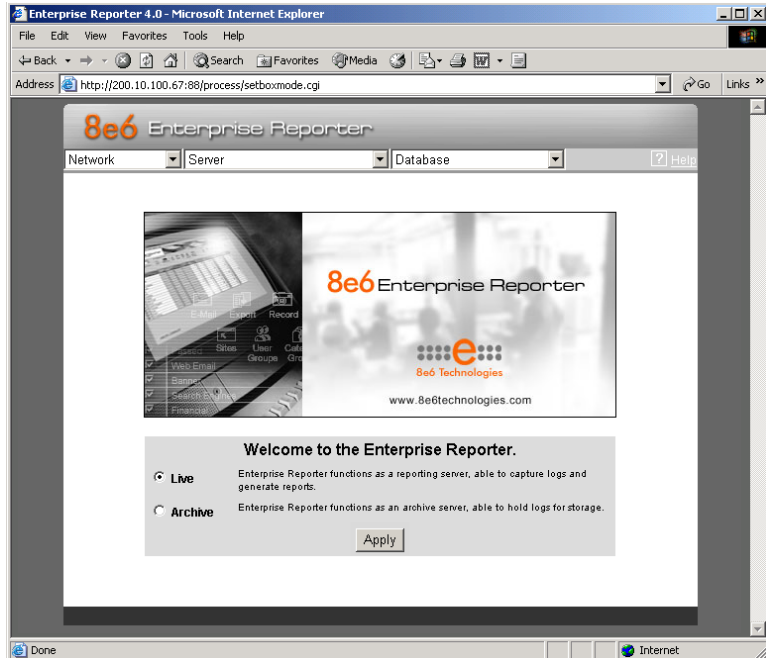 Enterprise Reporter 4.0 - Microsoft Internet Explorer
File Edit View Favorites Tools Help
Back Search Favorites Media
Address http://200.10.100.67:88/process/setboxmode.cgi Go Links »
8e6 Enterprise Reporter
Network Server Database ? Help
E-Mail Export Record
Sites User Groups
Web Email
Banner
Search Engines
Financial
8e6 Enterprise Reporter
e
8e6 Technologies
www.8e6technologies.com
Welcome to the Enterprise Reporter.
Live Enterprise Reporter functions as a reporting server, able to capture logs and
generate reports.
Archive Enterprise Reporter functions as an archive server, able to hold logs for storage.
Apply
Done Internet